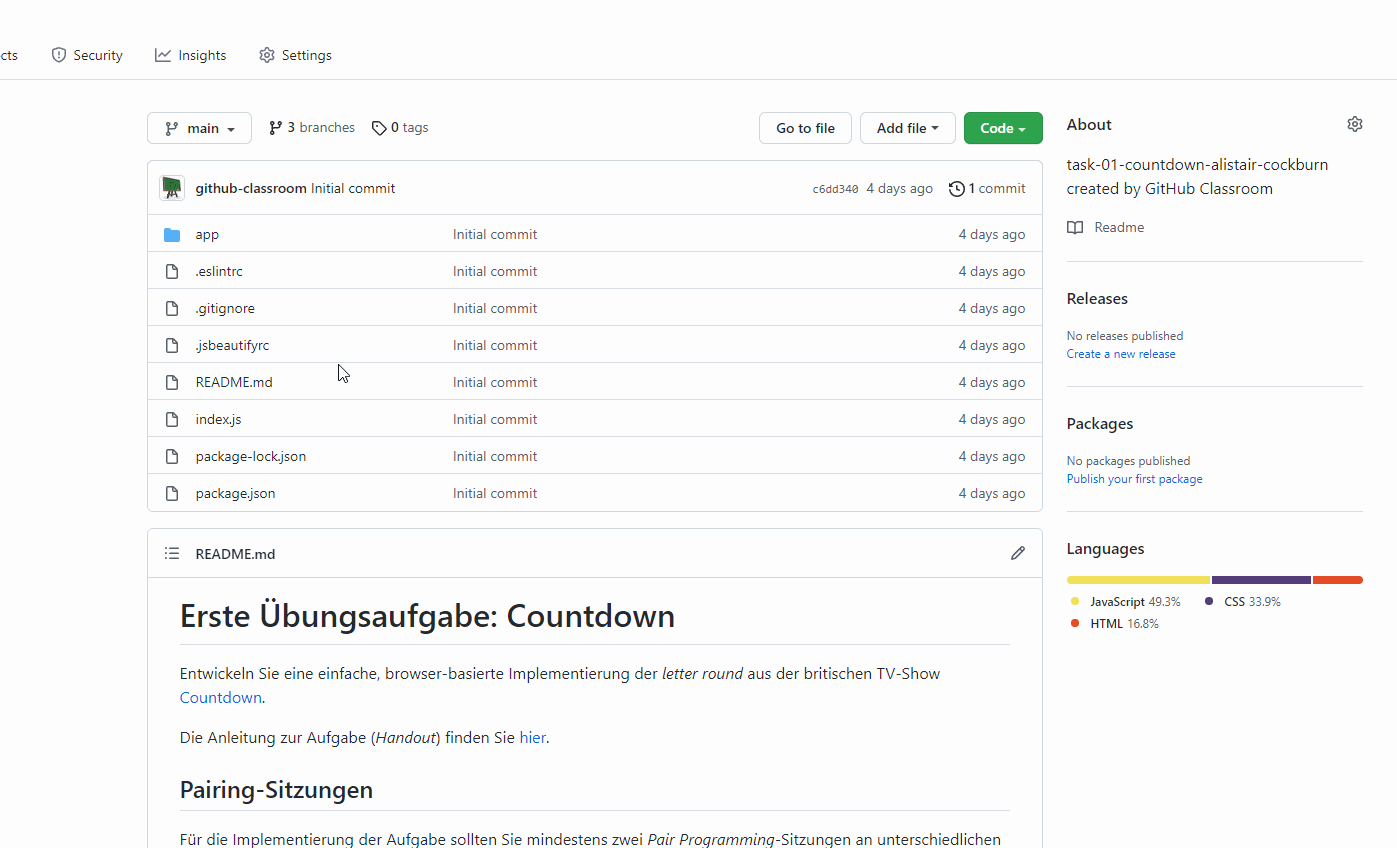 cts Security Insights Settings
main 3 branches 0 tags Go to file Add file Code
github-classroom Initial commit c6dd340 4 days ago 1 commit
app Initial commit 4 days ago
.eslintrc Initial commit 4 days ago
.gitignore Initial commit 4 days ago
.jsbeautifyrc Initial commit 4 days ago
README.md Initial commit 4 days ago
index.js Initial commit 4 days ago
package-lock.json Initial commit 4 days ago
package.json Initial commit 4 days ago
README.md
Erste Übungsaufgabe: Countdown
Entwickeln Sie eine einfache, browser-basierte Implementierung der letter round aus der britischen TV-Show
Countdown.
Die Anleitung zur Aufgabe (Handout) finden Sie hier.
Pairing-Sitzungen
Für die Implementierung der Aufgabe sollten Sie mindestens zwei Pair Programming-Sitzungen an unterschiedlichen
About
task-01-countdown-alistair-cockburn
created by GitHub Classroom
Readme
Releases
No releases published
Create a new release
Packages
No packages published
Publish your first package
Languages
JavaScript 49.3% CSS 33.9%
HTML 16.8%